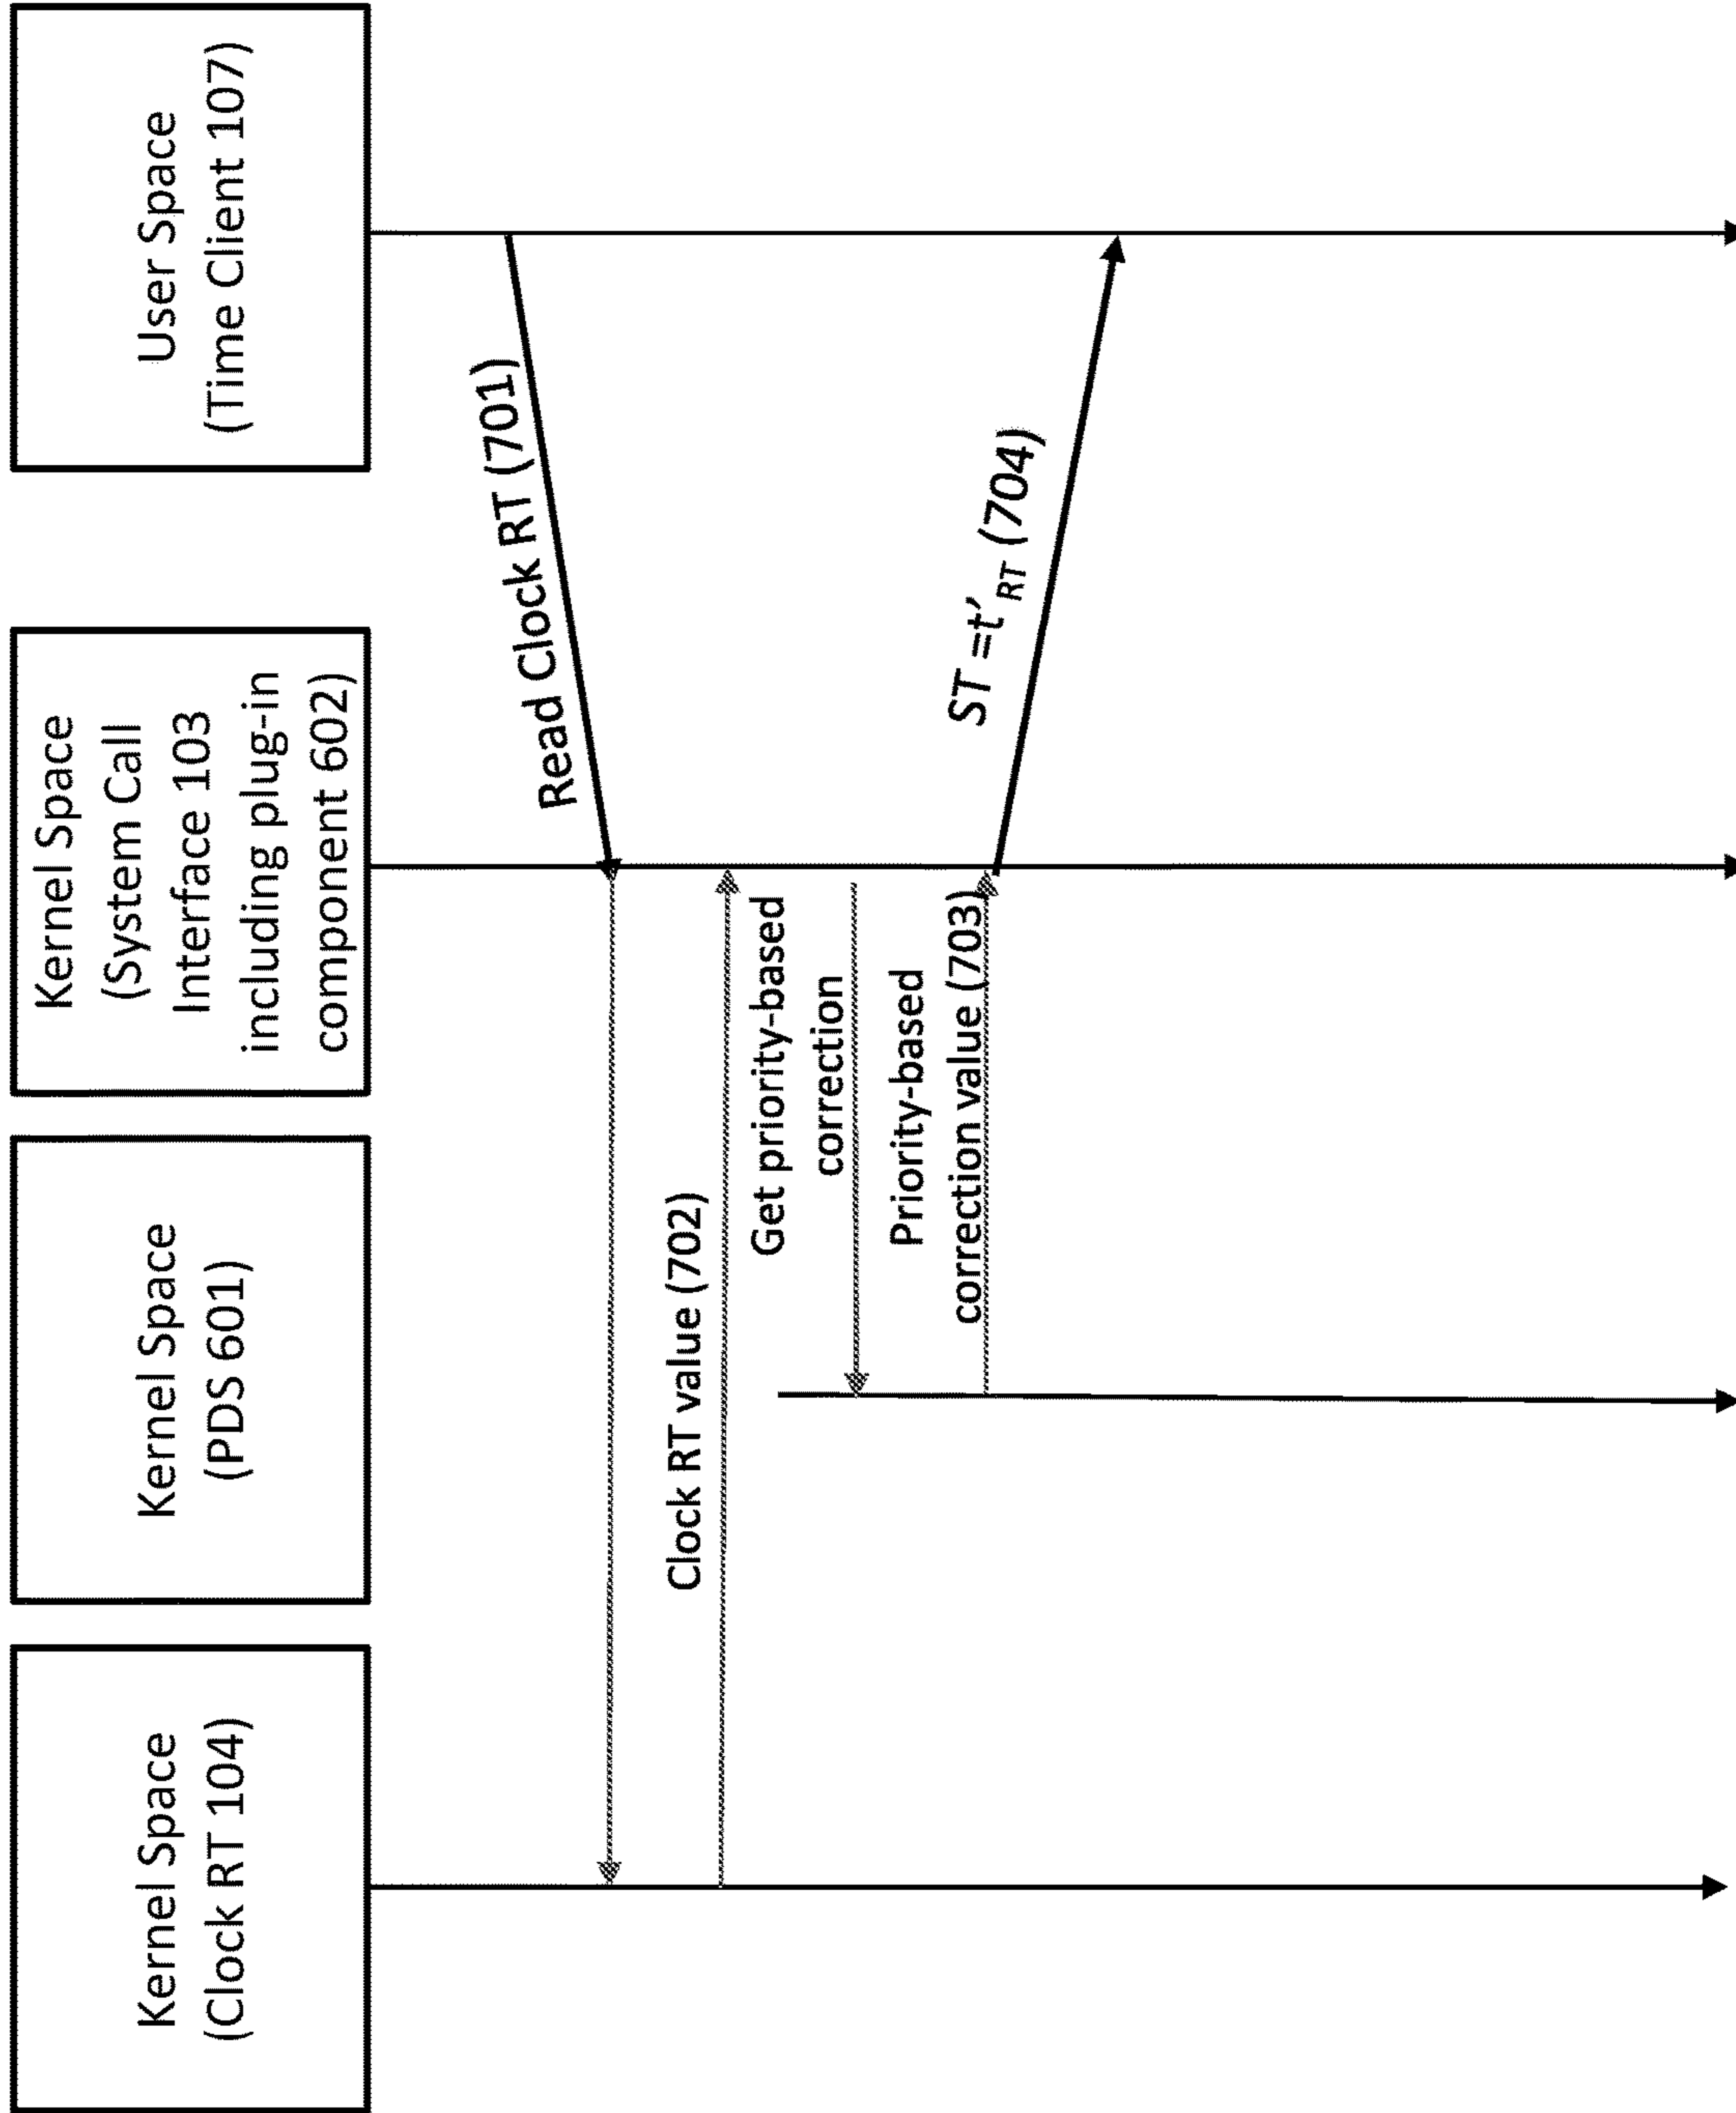 Kernel Space
(Clock RT 104)
Kernel Space
(PDS 601)
Kernel Space
(System Call
Interface 103
including plug-in
component 602)
User Space
(Time Client 107)
Read Clock RT (701)
Clock RT value (702)
Get priority-based
correction
Priority-based
correction value (703)
ST =t′RT (704)